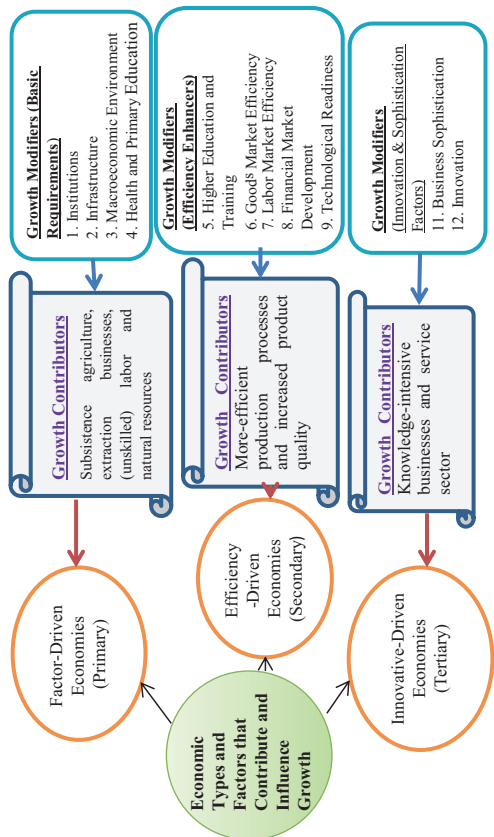 Economic
Types and
Factors that
Contribute and
Influence
Growth
Factor-Driven
Economies
(Primary)
Growth Contributors
Subsistence agriculture,
extraction businesses,
(unskilled) labor and
natural resources
Growth Modifiers (Basic
Requirements)
1. Institutions
2. Infrastructure
3. Macroeconomic Environment
4. Health and Primary Education
Efficiency
-Driven
Economies
(Secondary)
Growth Contributors
More-efficient
production processes
and increased product
quality
Growth Modifiers
(Efficiency Enhancers)
5. Higher Education and
Training
6. Goods Market Efficiency
7. Labor Market Efficiency
8. Financial Market
Development
9. Technological Readiness
Innovative-Driven
Economies
(Tertiary)
Growth Contributors
Knowledge-intensive
businesses and service
sector
Growth Modifiers
(Innovation & Sophistication
Factors)
11. Business Sophistication
12. Innovation